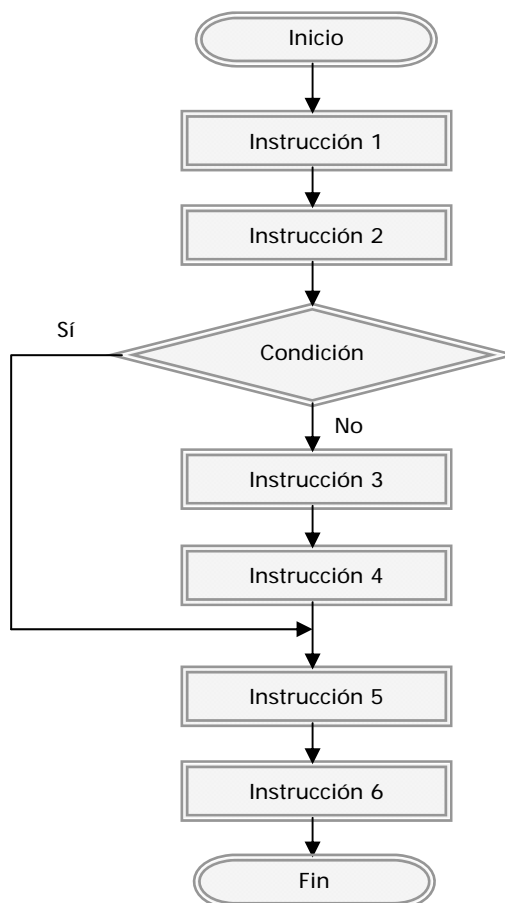 Inicio
Instrucción 1
Instrucción 2
Sí
Condición
No
Instrucción 3
Instrucción 4
Instrucción 5
Instrucción 6
Fin